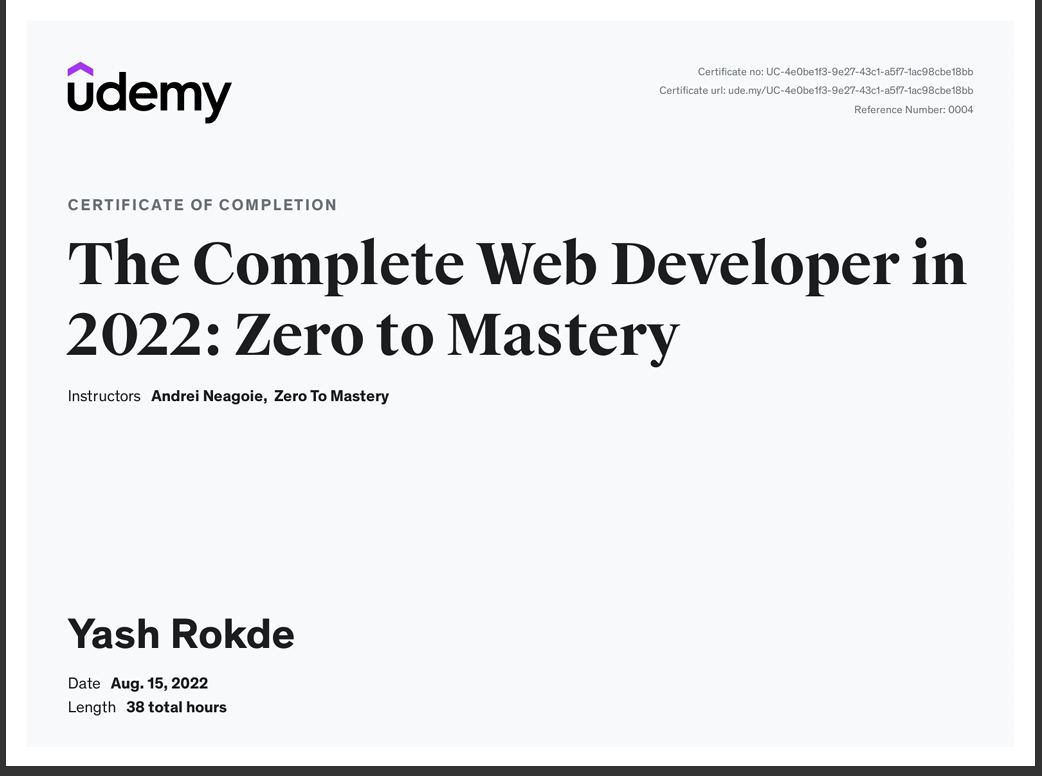 udemy
Certificate no: UC-4e0be1f3-9e27-43c1-a5f7-1ac98cbe18bb
Certificate url: ude.my/UC-4e0be1f3-9e27-43c1-a5f7-1ac98cbe18bb
Reference Number: 0004
CERTIFICATE OF COMPLETION
The Complete Web Developer in
2022: Zero to Mastery
Instructors Andrei Neagoie, Zero To Mastery
Yash Rokde
Date Aug. 15, 2022
Length 38 total hours